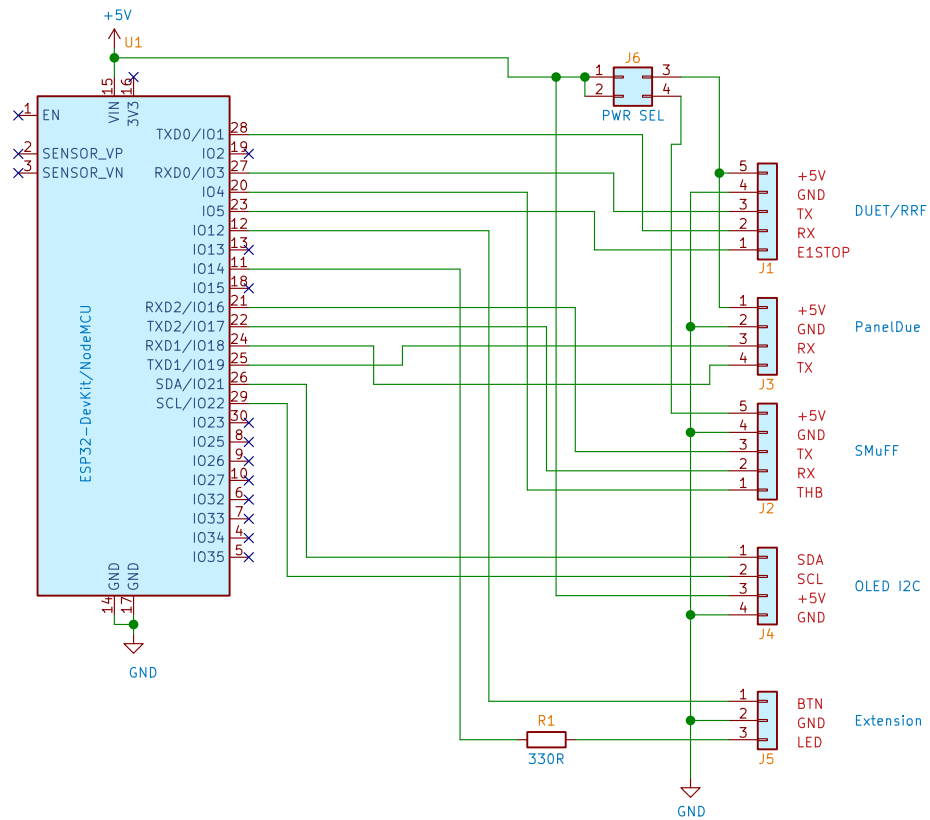 +5V
U1
15
VIN
16
3V3
1
EN
2
SENSOR_VP
3
SENSOR_VN
TXD0/IO1
28
IO2
19
RXD0/IO3
27
IO4
20
IO5
23
IO12
12
IO13
13
IO14
11
IO15
18
RXD2/IO16
21
TXD2/IO17
22
RXD1/IO18
24
TXD1/IO19
25
SDA/IO21
26
SCL/IO22
29
IO23
30
IO25
8
IO26
9
IO27
10
IO32
6
IO33
7
IO34
4
IO35
5
ESP32-DevKit/NodeMCU
GND
14
GND
17
GND
J6
1
3
2
4
PWR SEL
5
+5V
4
GND
3
TX
2
RX
1
E1STOP
J1
DUET/RRF
1
+5V
2
GND
3
RX
4
TX
J3
PanelDue
5
+5V
4
GND
3
TX
2
RX
1
THB
J2
SMuFF
1
SDA
2
SCL
3
+5V
4
GND
J4
OLED I2C
1
BTN
2
GND
3
LED
J5
Extension
R1
330R
GND